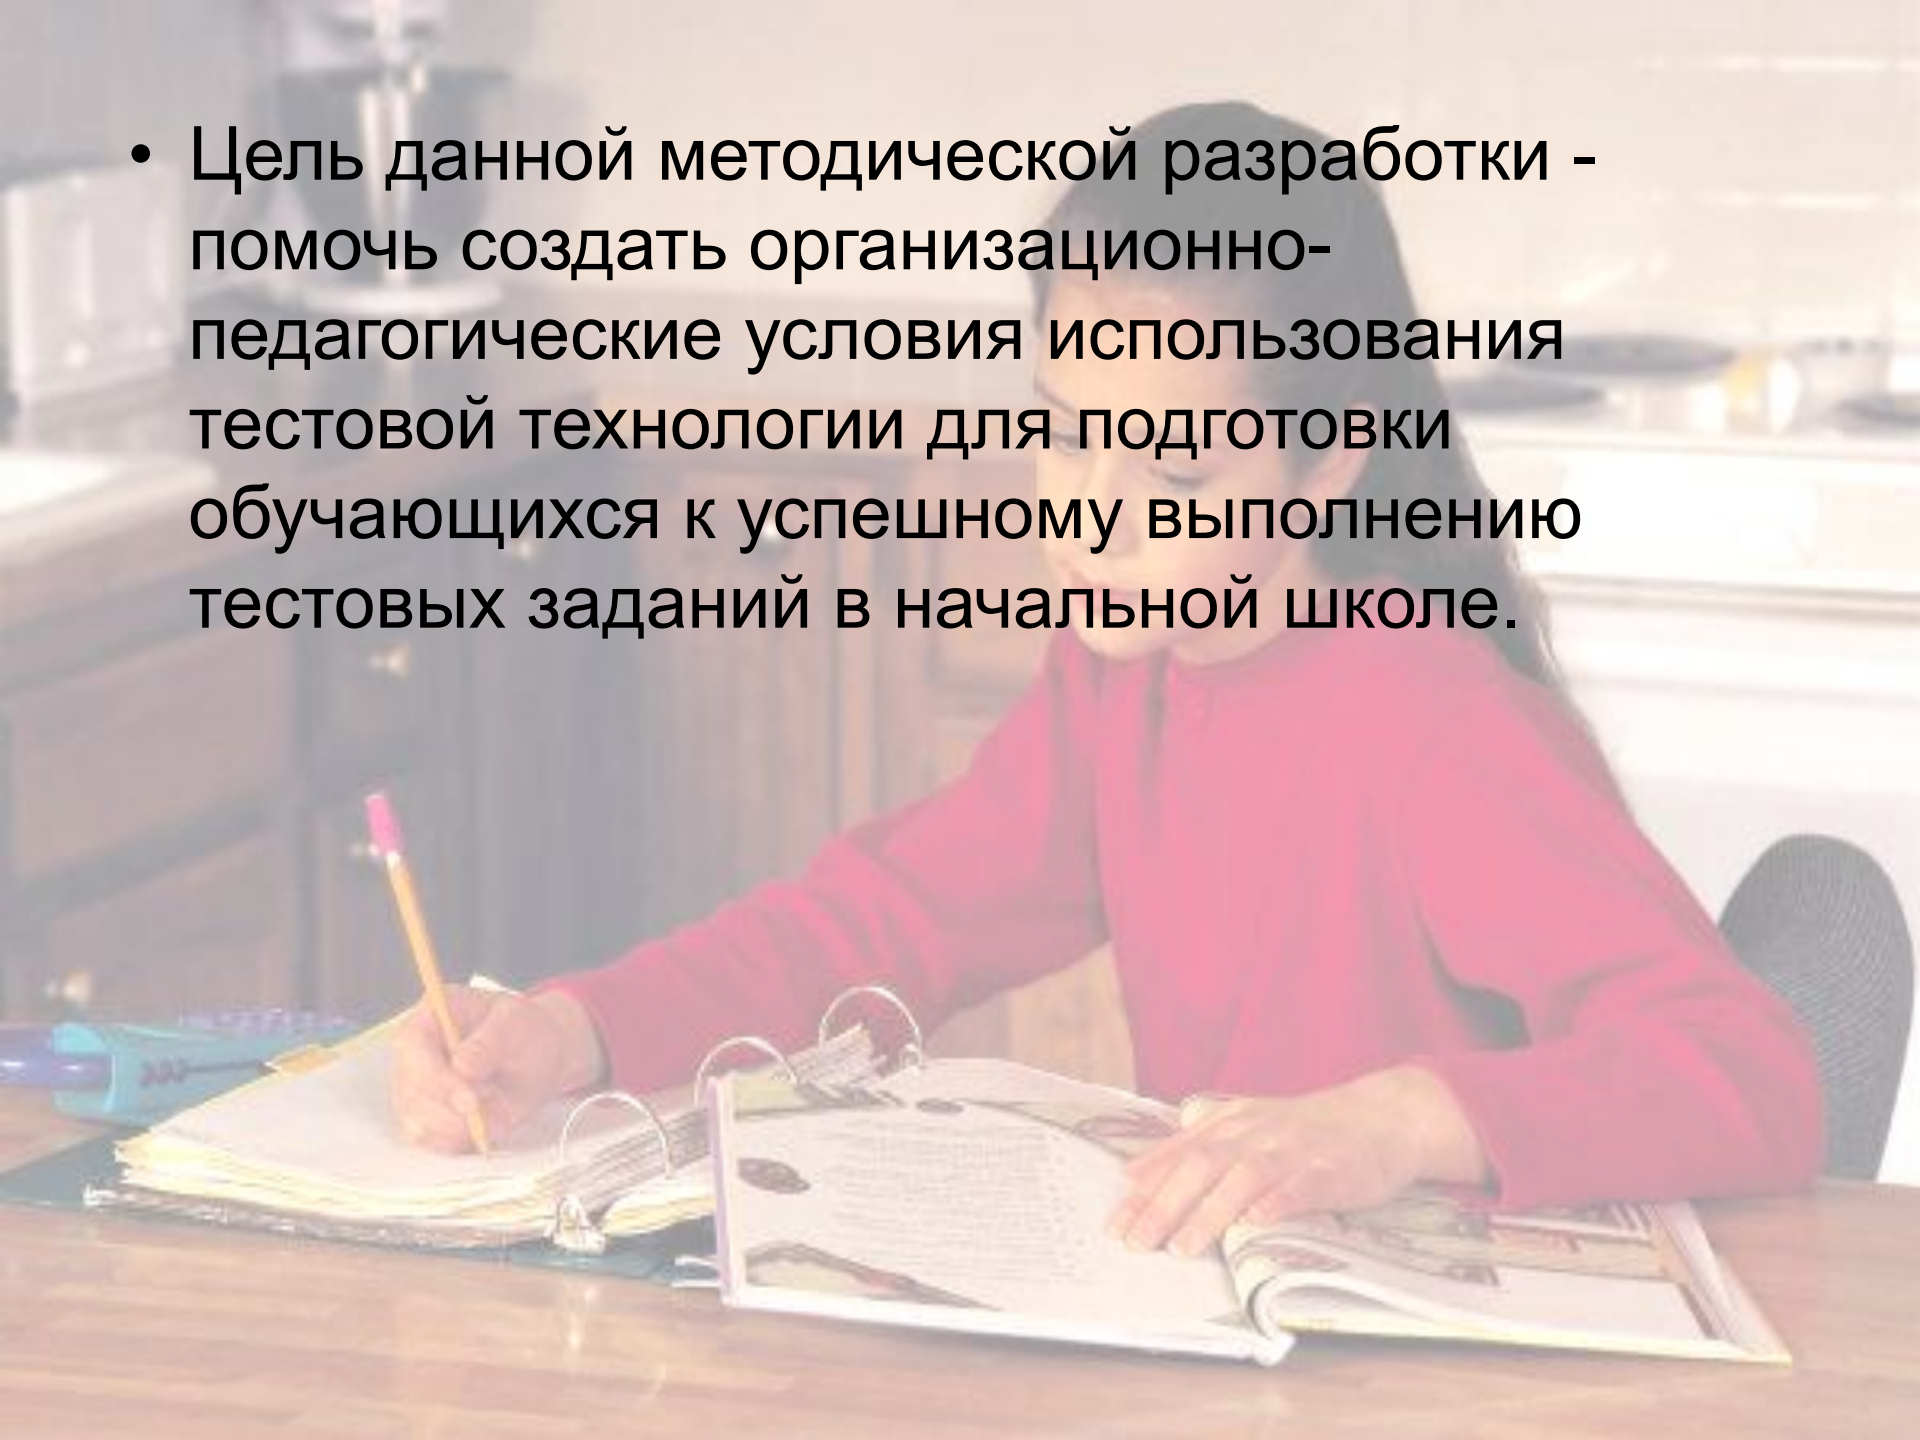 • Цель данной методической разработки -
помочь создать организационно-
педагогические условия использования
тестовой технологии для подготовки
обучающихся к успешному выполнению
тестовых заданий в начальной школе.